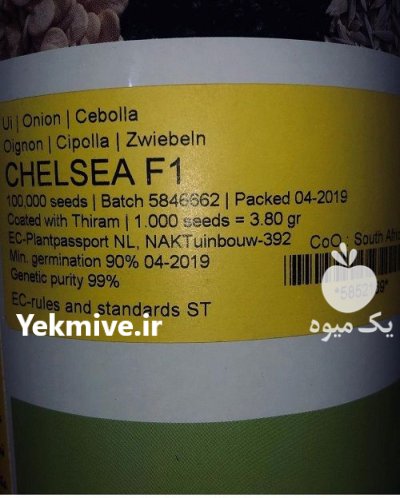 Ui | Onion | Cebolla
Oignon | Cipolla | Zwiebeln
CHELSEA F1
100,000 seeds | Batch 5846662 | Packed 04-2019
Coated with Thiram | 1.000 seeds = 3.80 gr
EC-Plantpassport NL, NAKTuinbouw-392
CoO : South Afric
Min. germination 90% 04-2019
Genetic purity 99%
EC-rules and standards ST
Yekmive.ir
یک میوه